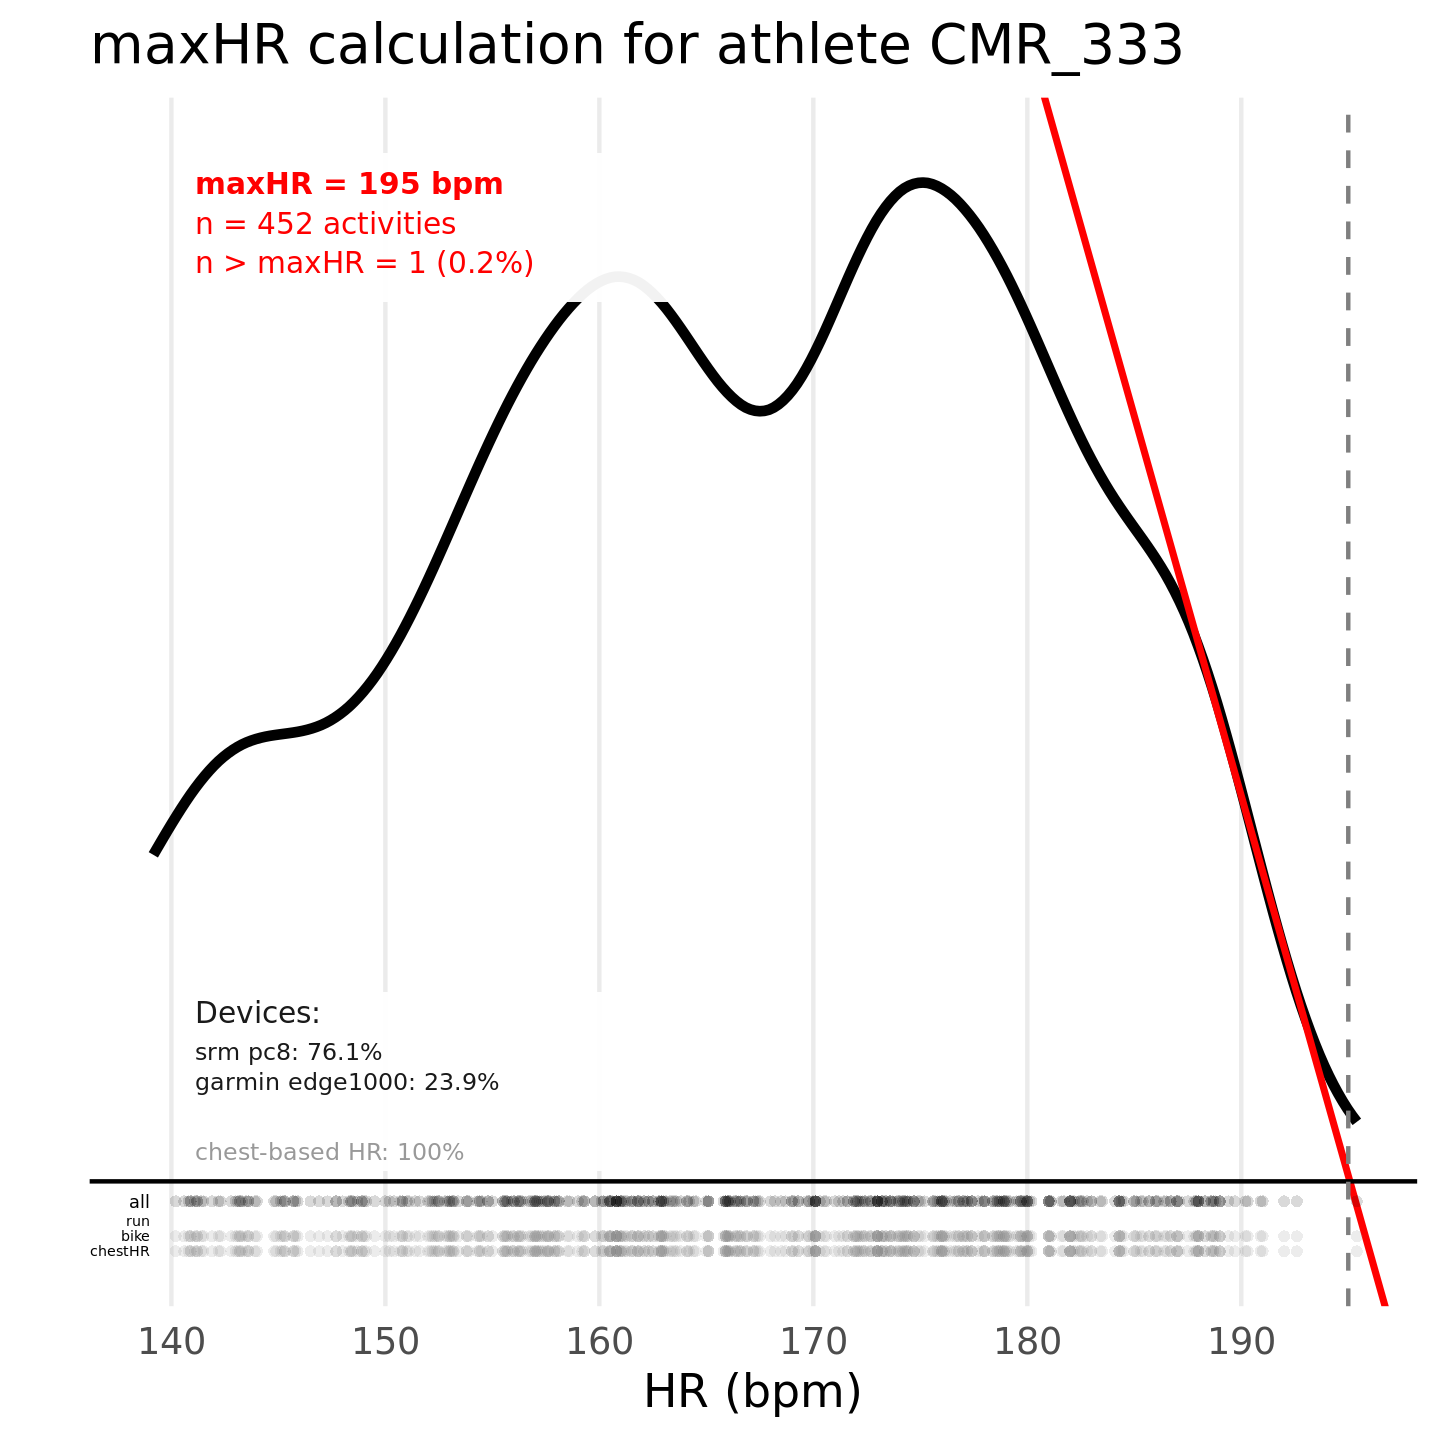 maxHR calculation for athlete CMR_333
maxHR = 195 bpm
n = 452 activities
n > maxHR = 1 (0.2%)
Devices:
srm pc8: 76.1%
garmin edge1000: 23.9%
chest-based HR: 100%
all
run
bike
chestHR
140 150 160 170 180 190
HR (bpm)